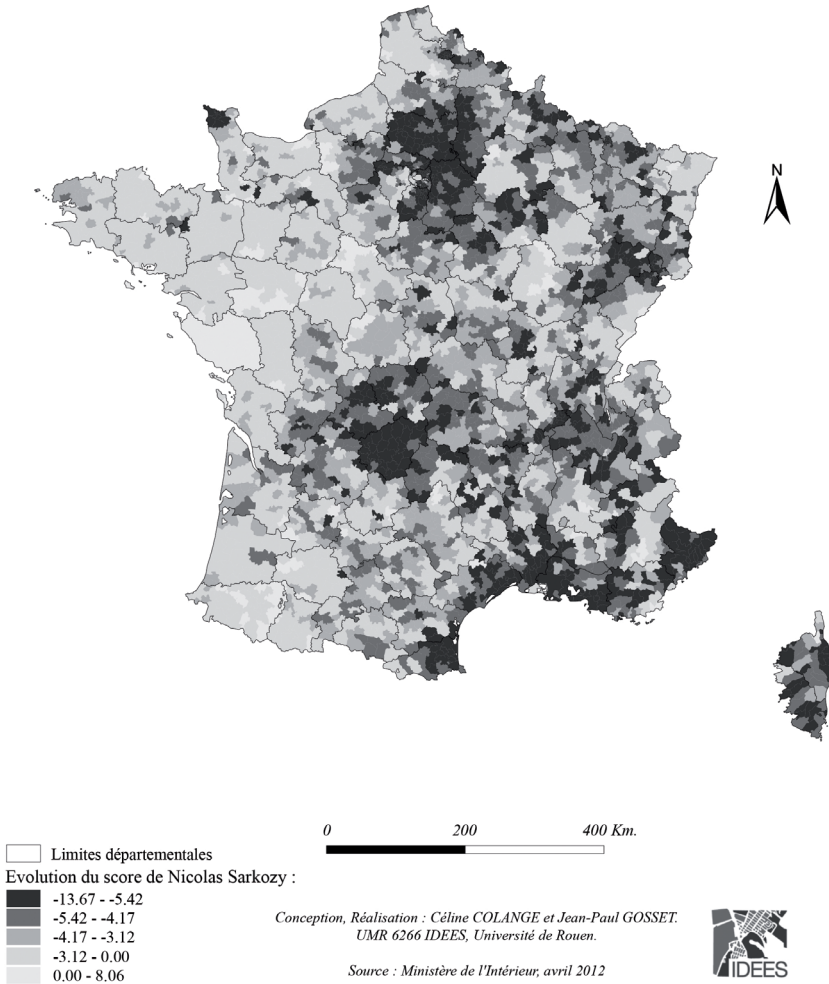 N
0 200 400 Km.
Limites départementales
Evolution du score de Nicolas Sarkozy :
-13.67 - -5.42
-5.42 - -4.17
-4.17 - -3.12
-3.12 - 0.00
0.00 - 8.06
Conception, Réalisation : Céline COLANGE et Jean-Paul GOSSET.
UMR 6266 IDEES, Université de Rouen.
Source : Ministère de l'Intérieur, avril 2012
IDEES